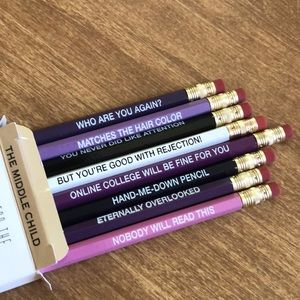 WHO ARE YOU AGAIN?
MATCHES THE HAIR COLOR
YOU NEVER DID LIKE ATTENTION
BUT YOU'RE GOOD WITH REJECTION!
ONLINE COLLEGE WILL BE FINE FOR YOU
HAND-ME-DOWN PENCIL
ETERNALLY OVERLOOKED
NOBODY WILL READ THIS
THE MIDDLE CHILD
FOR THE